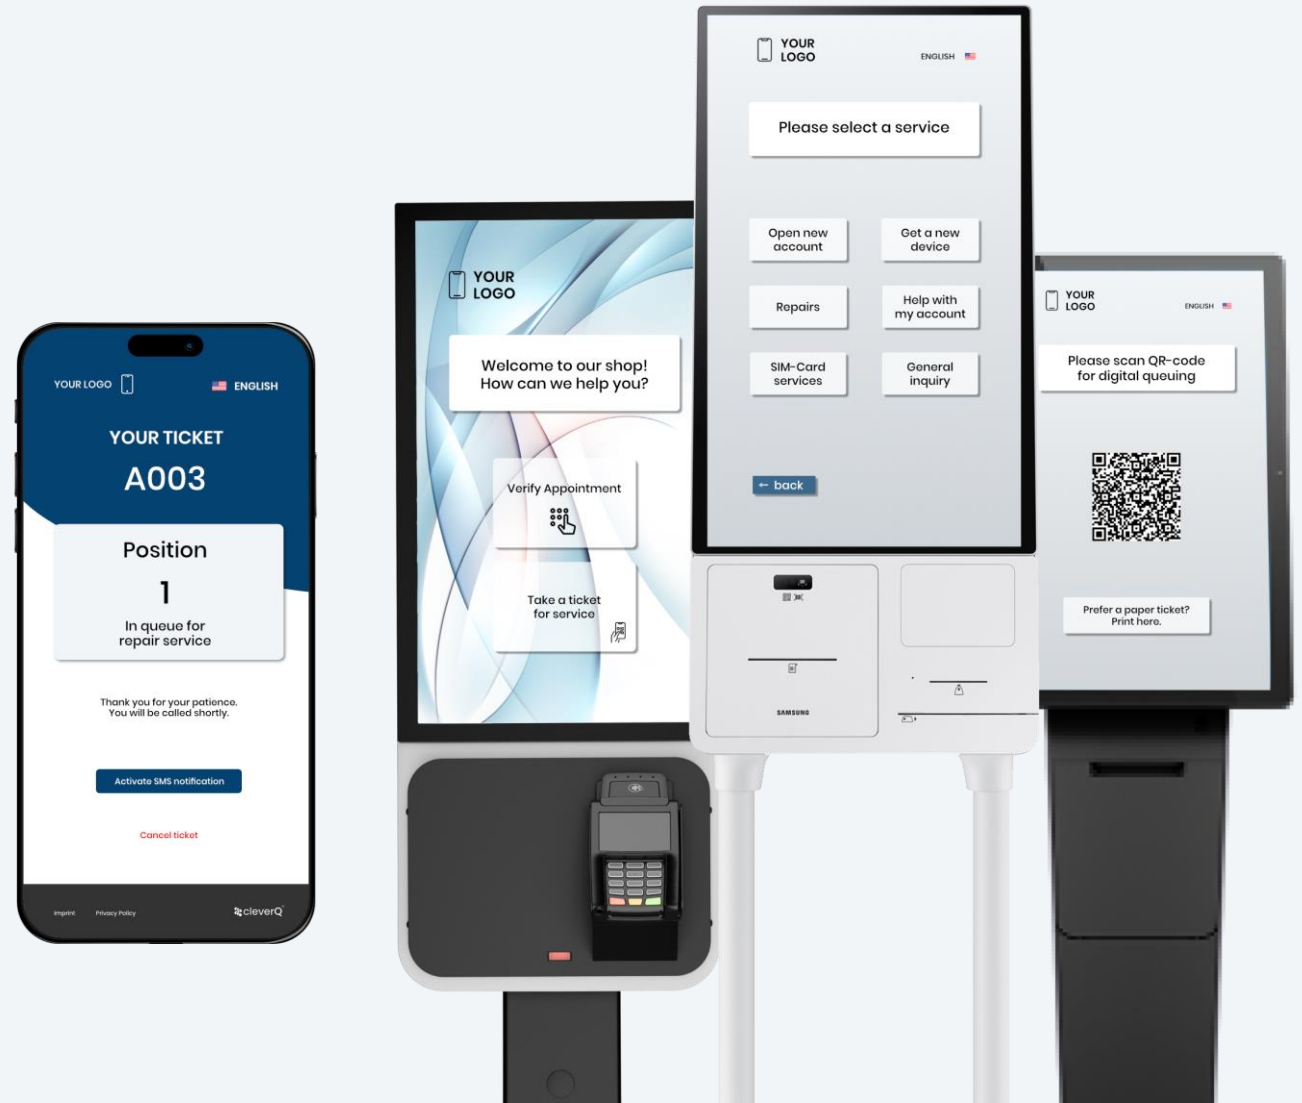 YOUR LOGO
ENGLISH
YOUR TICKET
A003
Position
1
In queue for
repair service
Thank you for your patience.
You will be called shortly.
Activate SMS notification
Cancel ticket
Imprint
Privacy Policy
cleverQ
YOUR
LOGO
Welcome to our shop!
How can we help you?
Verify Appointment
Take a ticket
for service
YOUR
LOGO
ENGLISH
Please select a service
Open new
account
Get a new
device
Repairs
Help with
my account
SIM-Card
services
General
inquiry
← back
SAMSUNG
YOUR
LOGO
ENGLISH
Please scan QR-code
for digital queuing
Prefer a paper ticket?
Print here.